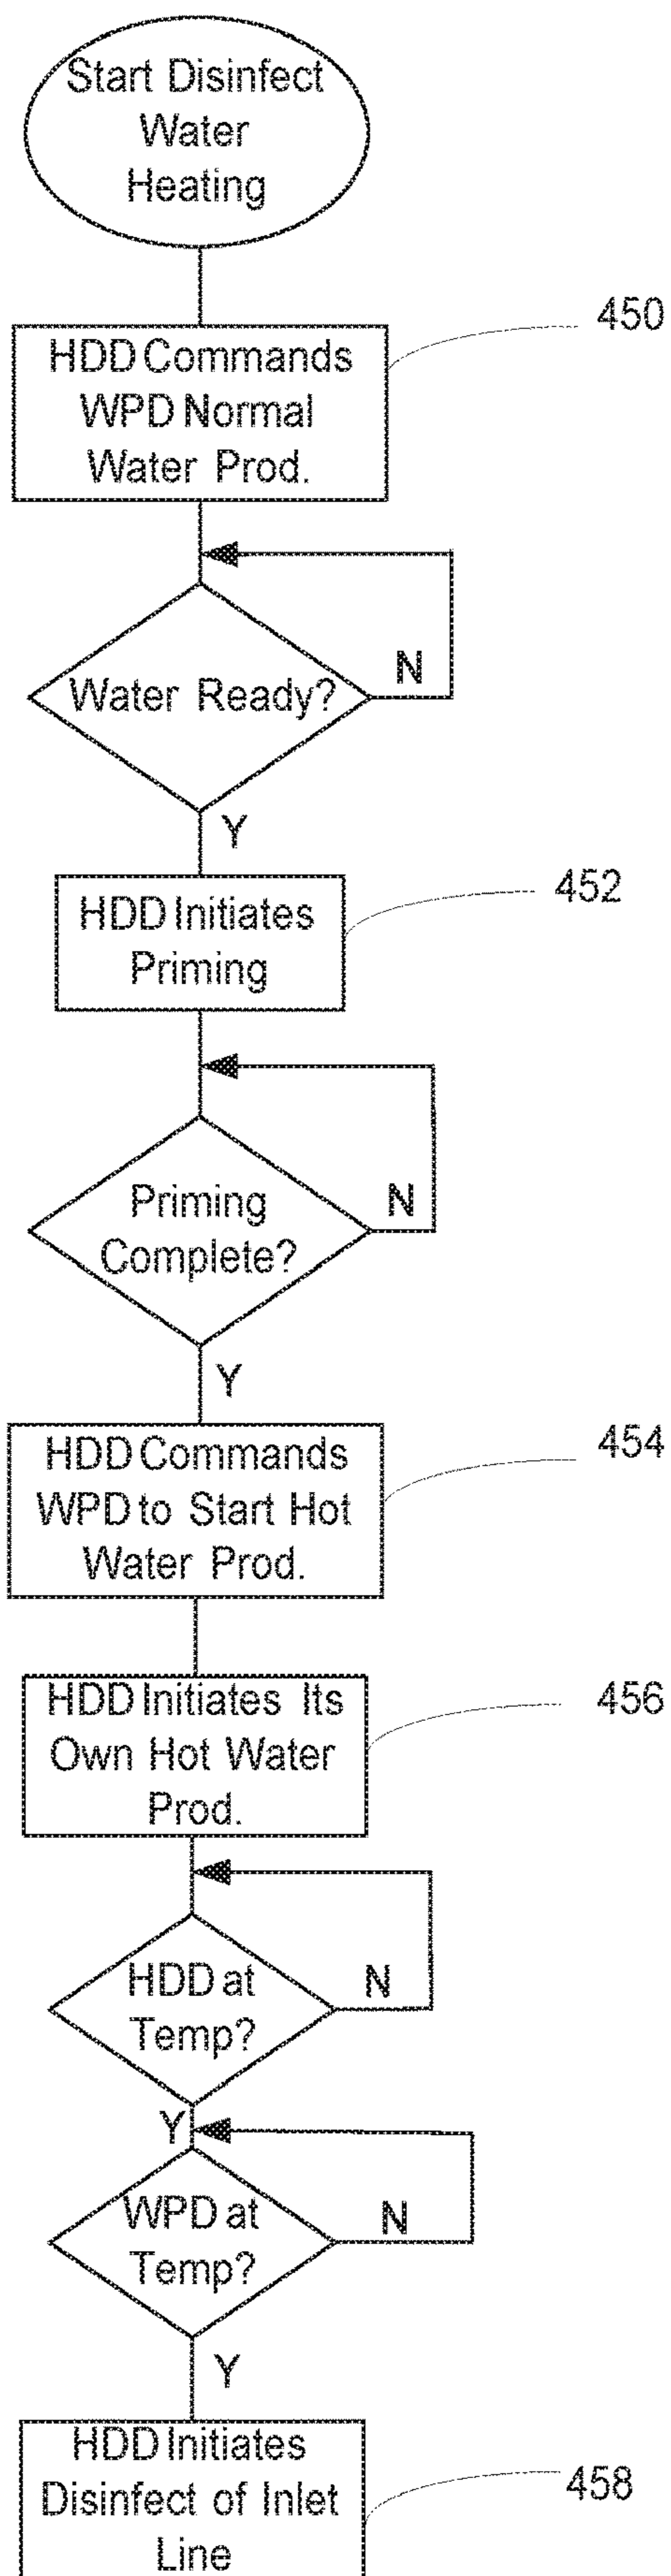 Start Disinfect
Water
Heating
450
HDD Commands
WPD Normal
Water Prod.
Water Ready?
N
Y
452
HDD Initiates
Priming
Priming
Complete?
N
Y
454
HDD Commands
WPD to Start Hot
Water Prod.
456
HDD Initiates Its
Own Hot Water
Prod.
HDD at
Temp?
N
Y
WPD at
Temp?
N
Y
HDD Initiates
Disinfect of Inlet
Line
458